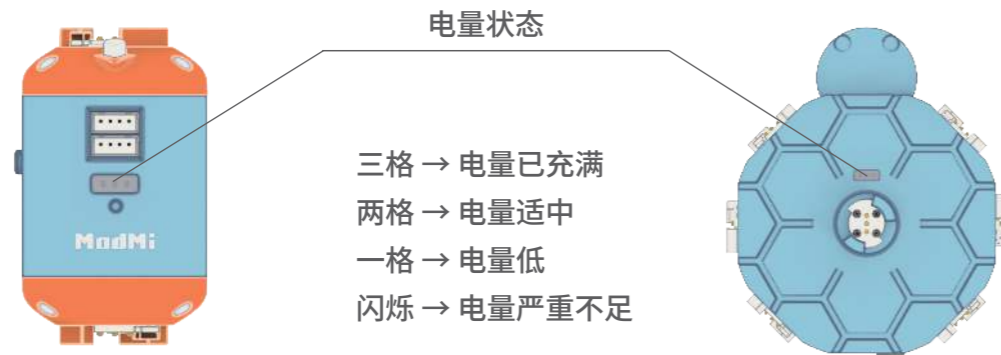 电量状态
三格 → 电量已充满
两格 → 电量适中
一格 → 电量低
闪烁 → 电量严重不足
MadMi